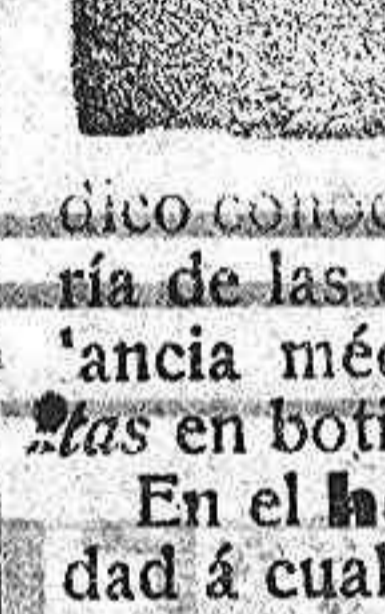 dico conoc
ría de las
ancia mé
tas en boti
En el h
dad á cual